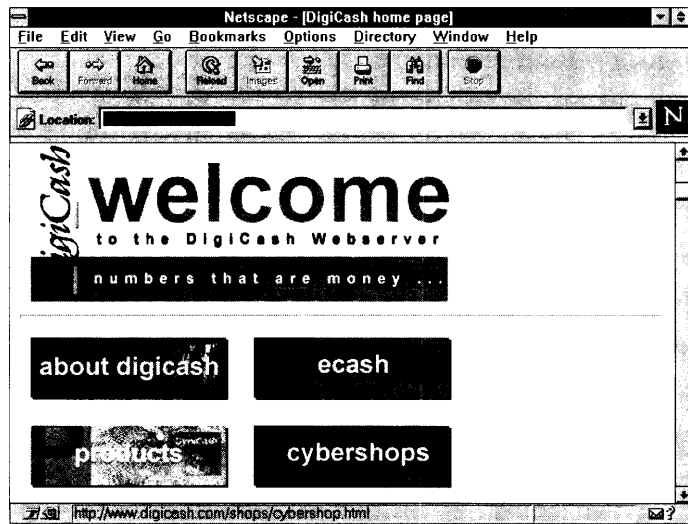 Netscape - [DigiCash home page]
File Edit View Go Bookmarks Options Directory Window Help
Back Forward Home Reload Images Open Print Find Stop
Location:
N
DigiCash
welcome
to the DigiCash Webserver
numbers that are money ...
about digicash ecash
products cybershops
http://www.digicash.com/shops/cybershop.html
?